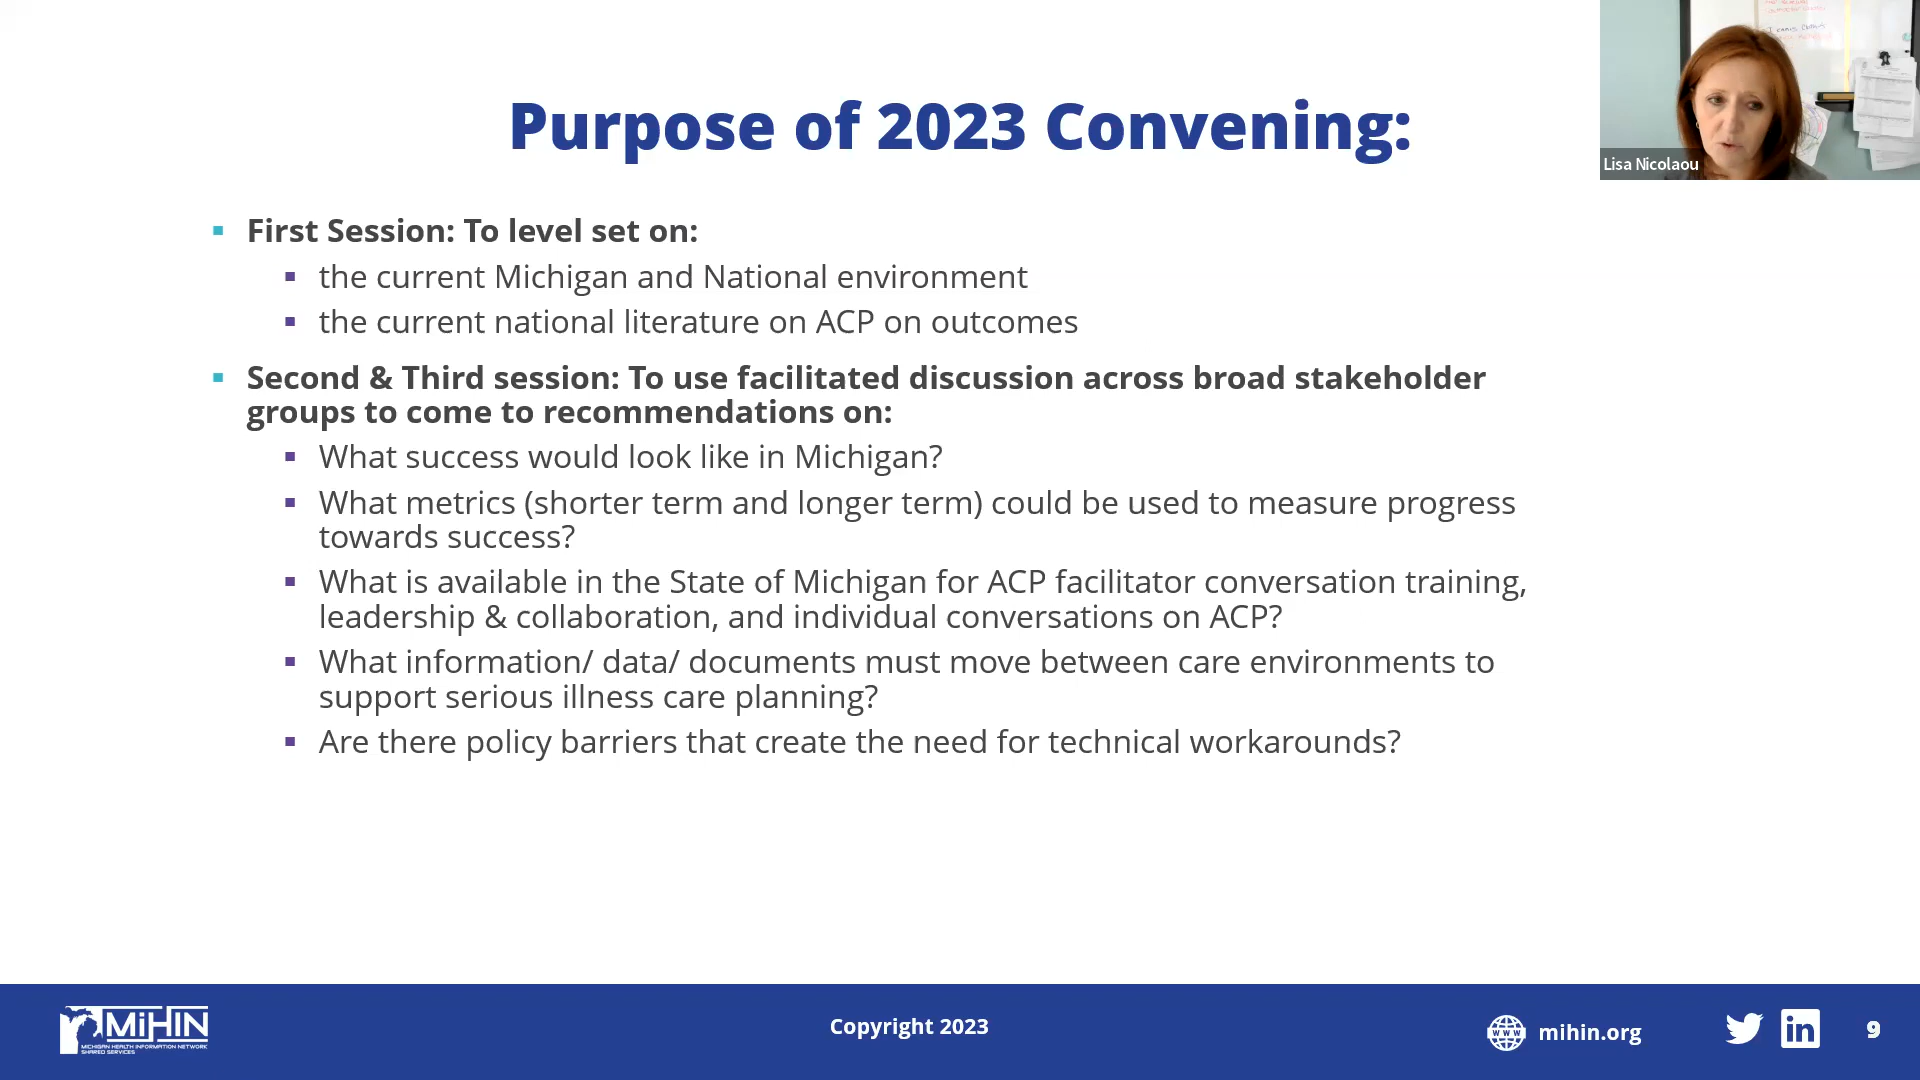 Purpose of 2023 Convening:
Lisa Nicolaou
First Session: To level set on:
the current Michigan and National environment
the current national literature on ACP on outcomes
Second & Third session: To use facilitated discussion across broad stakeholder
groups to come to recommendations on:
What success would look like in Michigan?
What metrics (shorter term and longer term) could be used to measure progress
towards success?
What is available in the State of Michigan for ACP facilitator conversation training,
leadership & collaboration, and individual conversations on ACP?
What information/ data/ documents must move between care environments to
support serious illness care planning?
Are there policy barriers that create the need for technical workarounds?
MiHIN
MICHIGAN HEALTH INFORMATION NETWORK
SHARED SERVICES
Copyright 2023
WWW
mihin.org
in
9